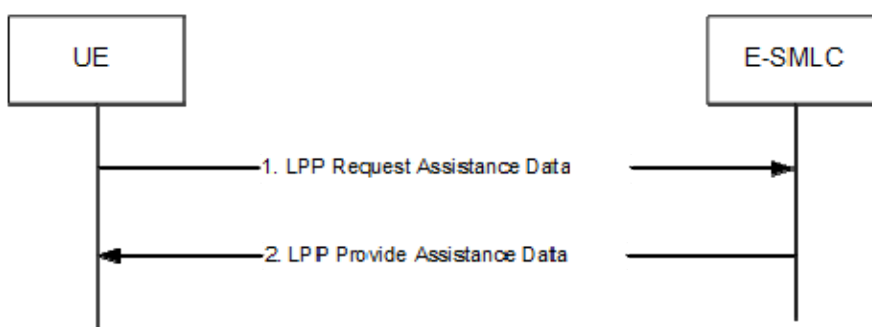 UE
E-SMLC
1. LPP Request Assistance Data
2. LPP Provide Assistance Data